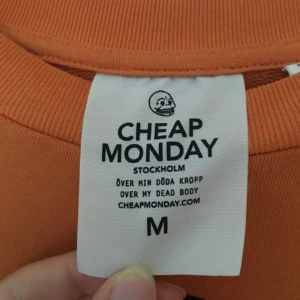 CHEAP
MONDAY
STOCKHOLM
ÖVER MIN DÖDA KROPP
OVER MY DEAD BODY
CHEAPMONDAY.COM
M